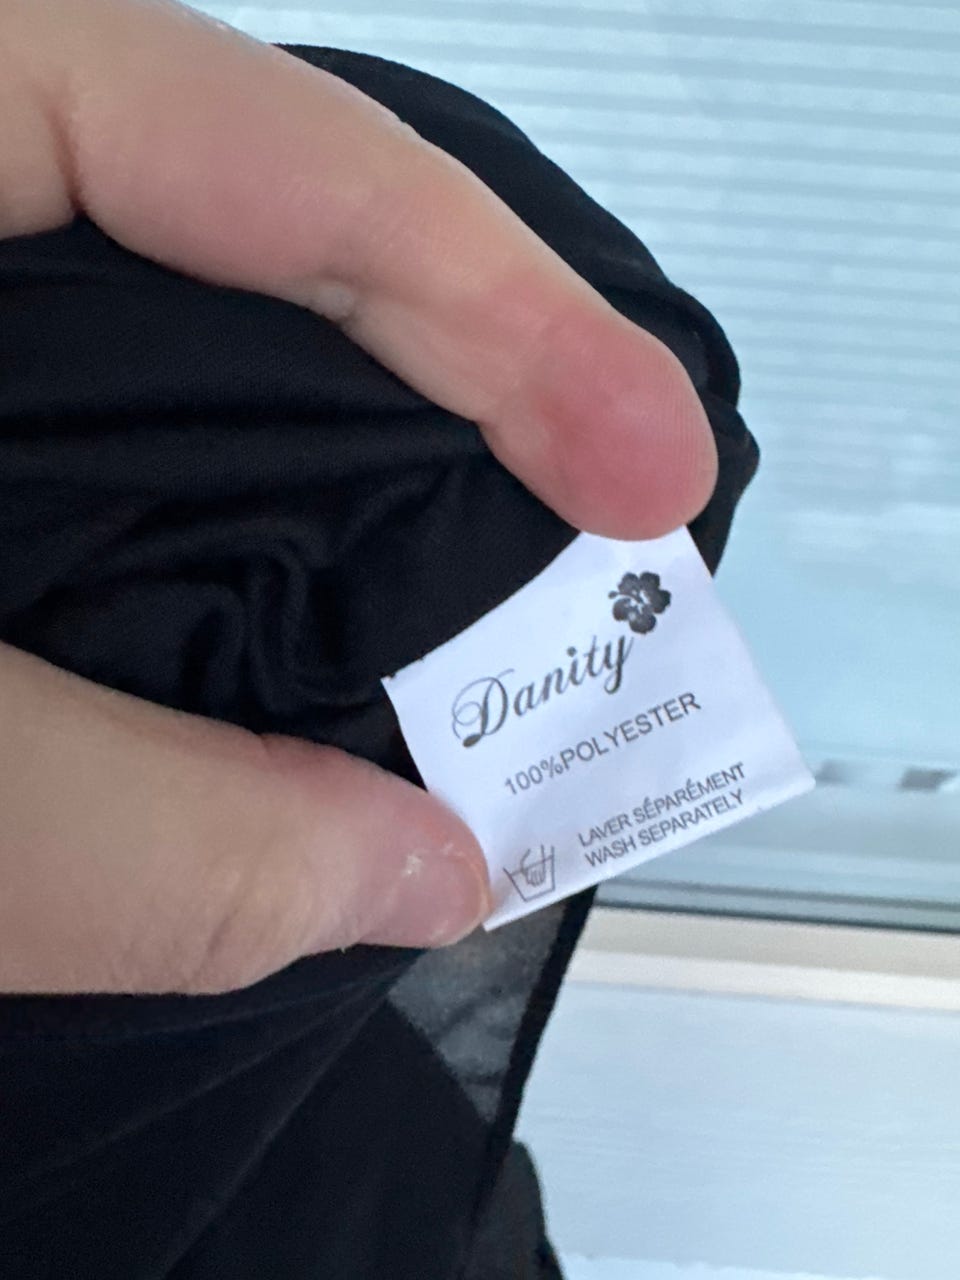 Danity
100%POLYESTER
LAVER SÉPARÉMENT
WASH SEPARATELY